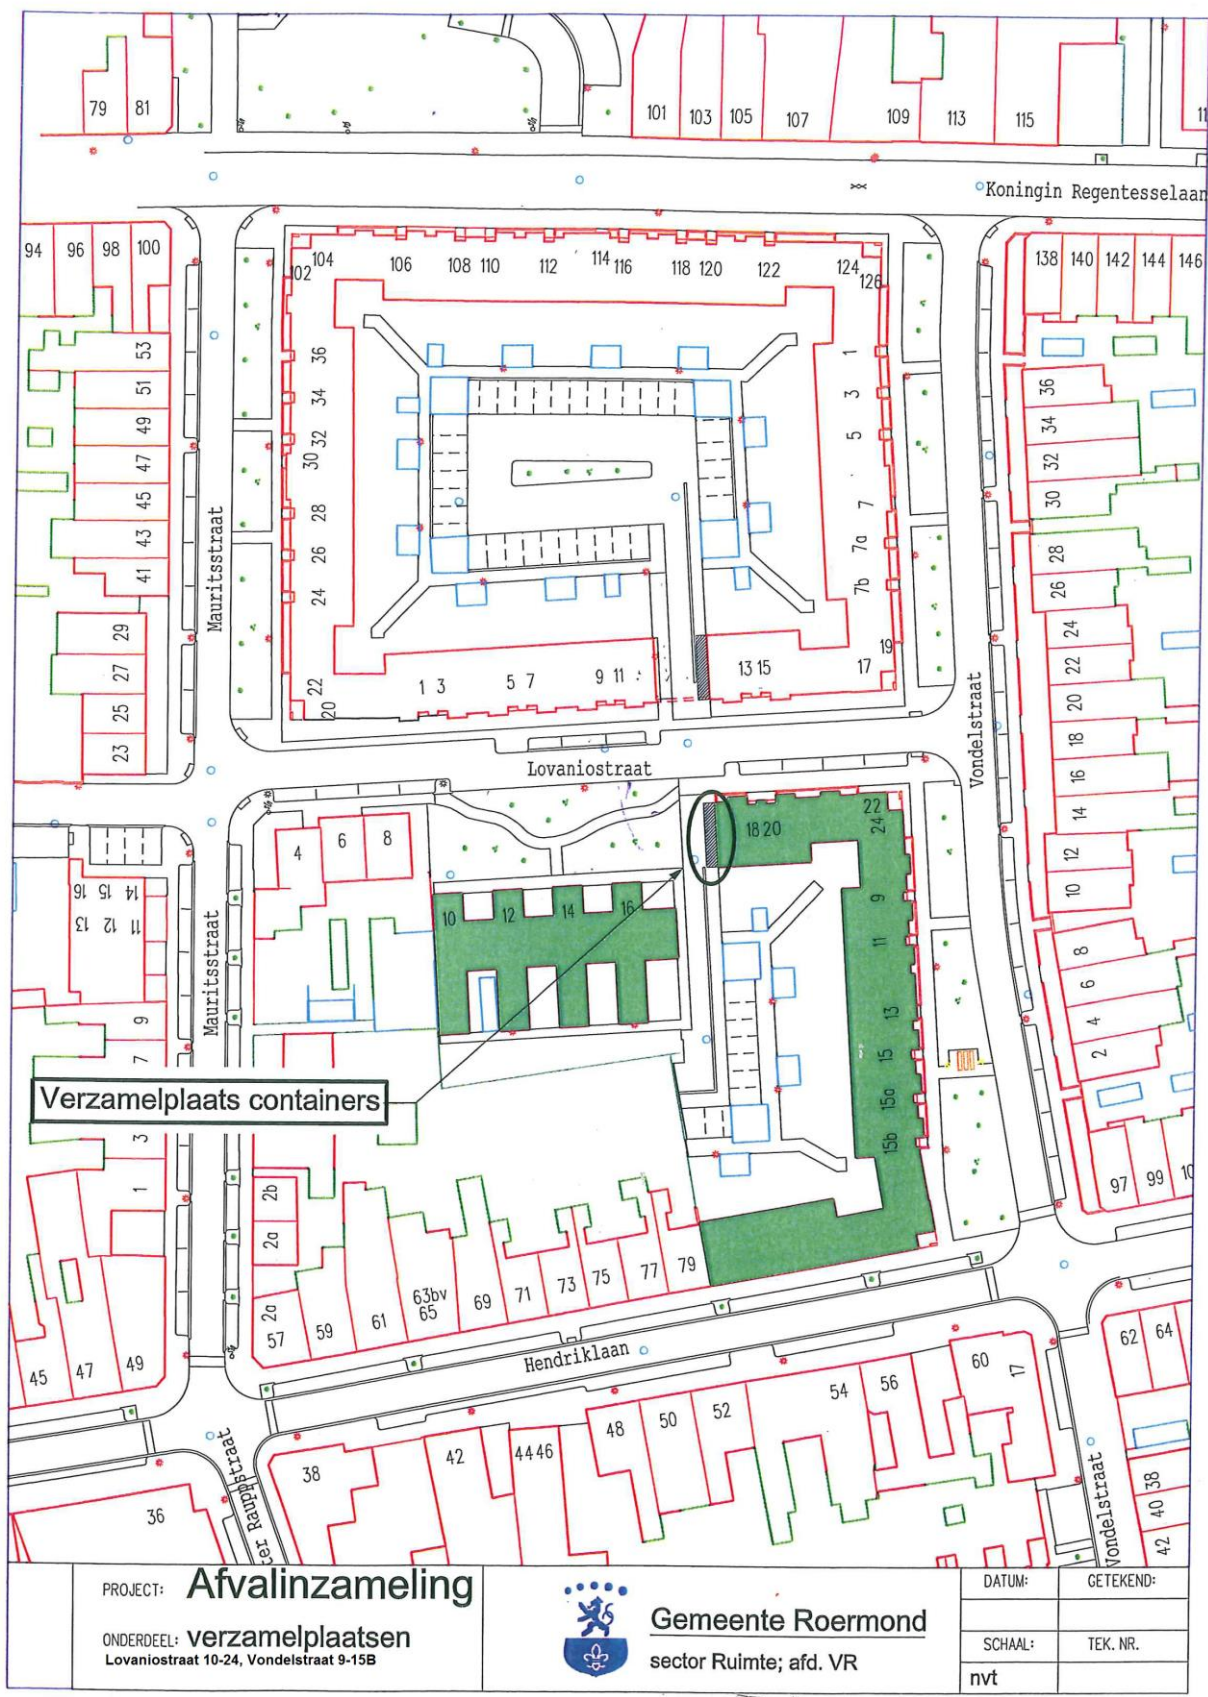 79 81
101 103 105 107 109 113 115
11
Koningin Regentesselaan
94 96 98 100
102 104 106 108 110 112 114 116 118 120 122 124 126
138 140 142 144 146
53
51
49
47
45
43
41
29
27
25
23
Mauritsstraat
36
34
32
30
28
26
24
22
20
1
3
5
7
7a
7b
19
17
1 3 5 7 9 11 13 15
36
34
32
30
28
26
24
22
20
18
16
14
12
10
8
6
4
2
Vondelstraat
Lovaniostraat
4 6 8
10 12 14 16
18 20 22
24
9
11
13
15
15a
15b
16 15 14
13 12 11
9
7
3
1
Mauritsstraat
Verzamelplaats containers
2b
2a
2a
57 59 61 63bv
65 69 71 73 75 77 79
97 99 10
45 47 49
Hendriklaan
62 64
60
17
36 38 42 44 46 48 50 52 54 56
38
40
42
cer Rauppstraat
Vondelstraat
PROJECT: Afvalinzameling
ONDERDEEL: verzamelplaatsen
Lovaniostraat 10-24, Vondelstraat 9-15B
Gemeente Roermond
sector Ruimte; afd. VR
DATUM: GETEKEND:
SCHAAL: TEK. NR.
nvt